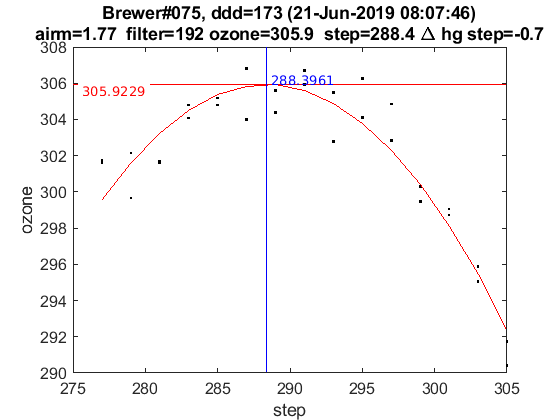 Brewer#075, ddd=173 (21-Jun-2019 08:07:46)
airm=1.77 filter=192 ozone=305.9 step=288.4 Δ hg step=-0.7
308
306
304
302
300
298
296
294
292
290
ozone
305.9229
288.3961
275 280 285 290 295 300 305
step